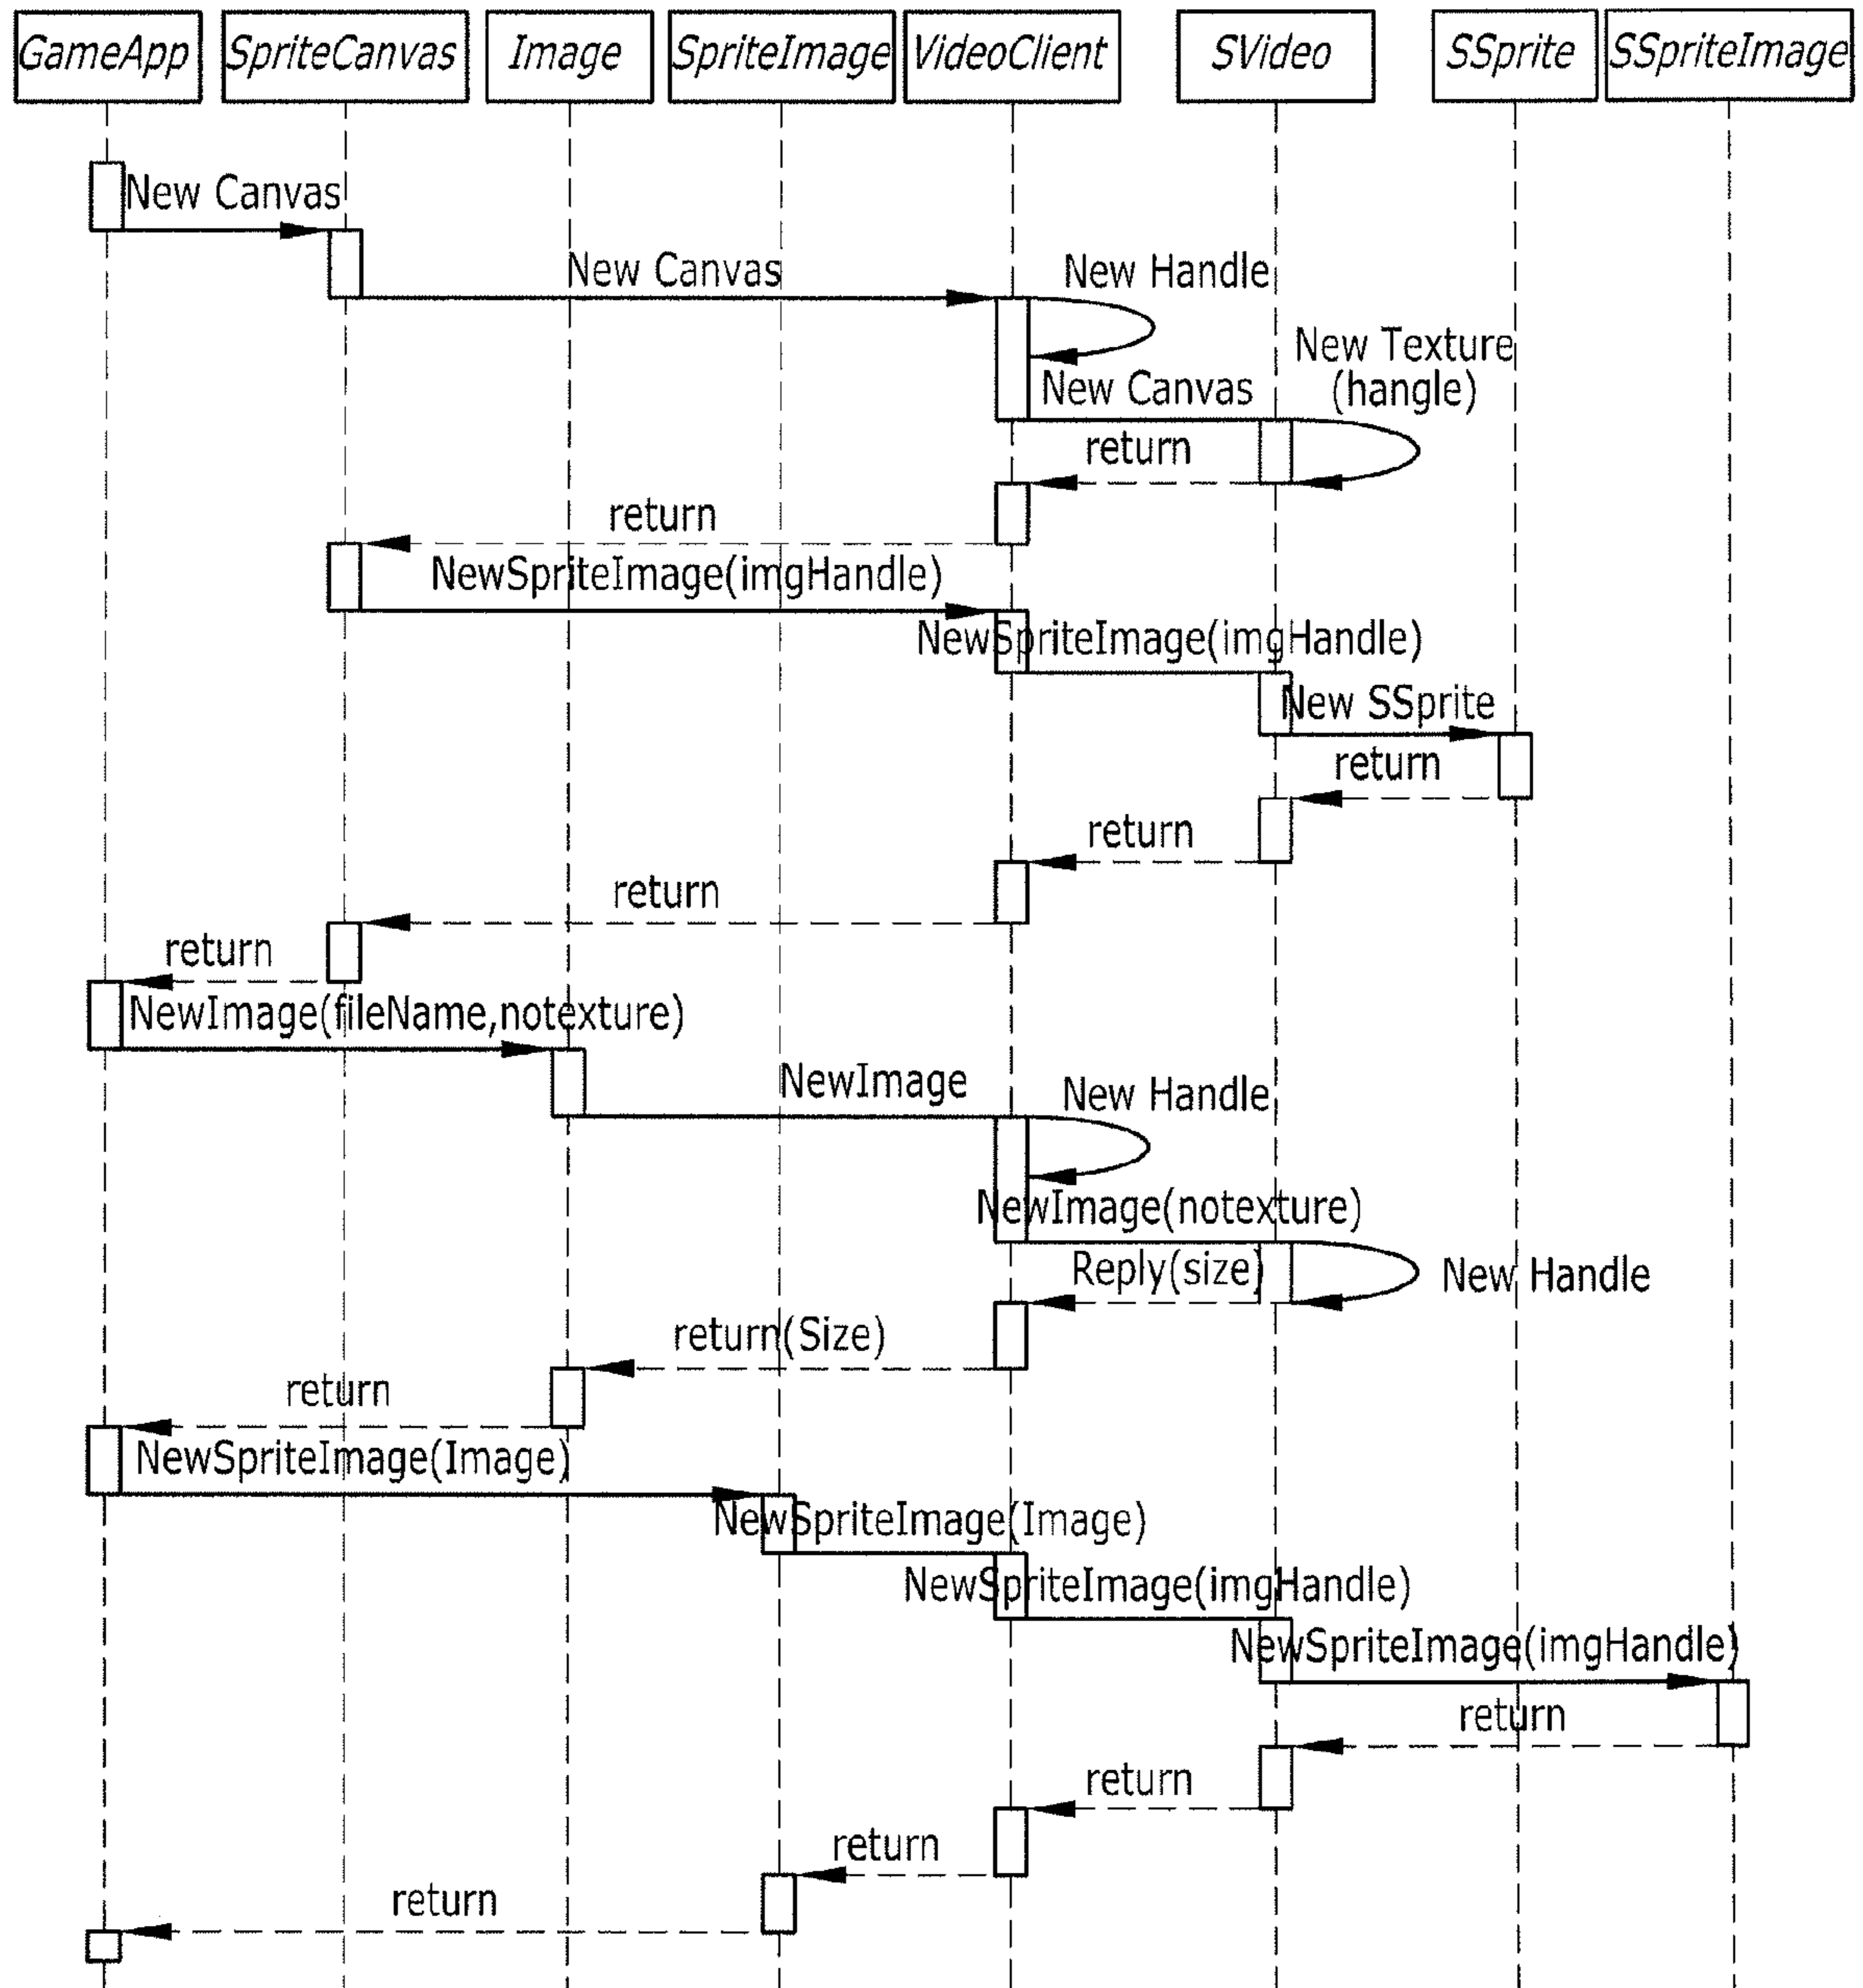 GameApp
SpriteCanvas
Image
SpriteImage
VideoClient
SVideo
SSprite
SSpriteImage
New Canvas
New Canvas
New Handle
New Texture
(hangle)
New Canvas
return
return
NewSpriteImage(imgHandle)
NewSpriteImage(imgHandle)
New SSprite
return
return
return
return
NewImage(fileName,notexture)
NewImage
New Handle
NewImage(notexture)
Reply(size)
New Handle
return(Size)
return
NewSpriteImage(Image)
NewSpriteImage(Image)
NewSpriteImage(imgHandle)
NewSpriteImage(imgHandle)
return
return
return
return